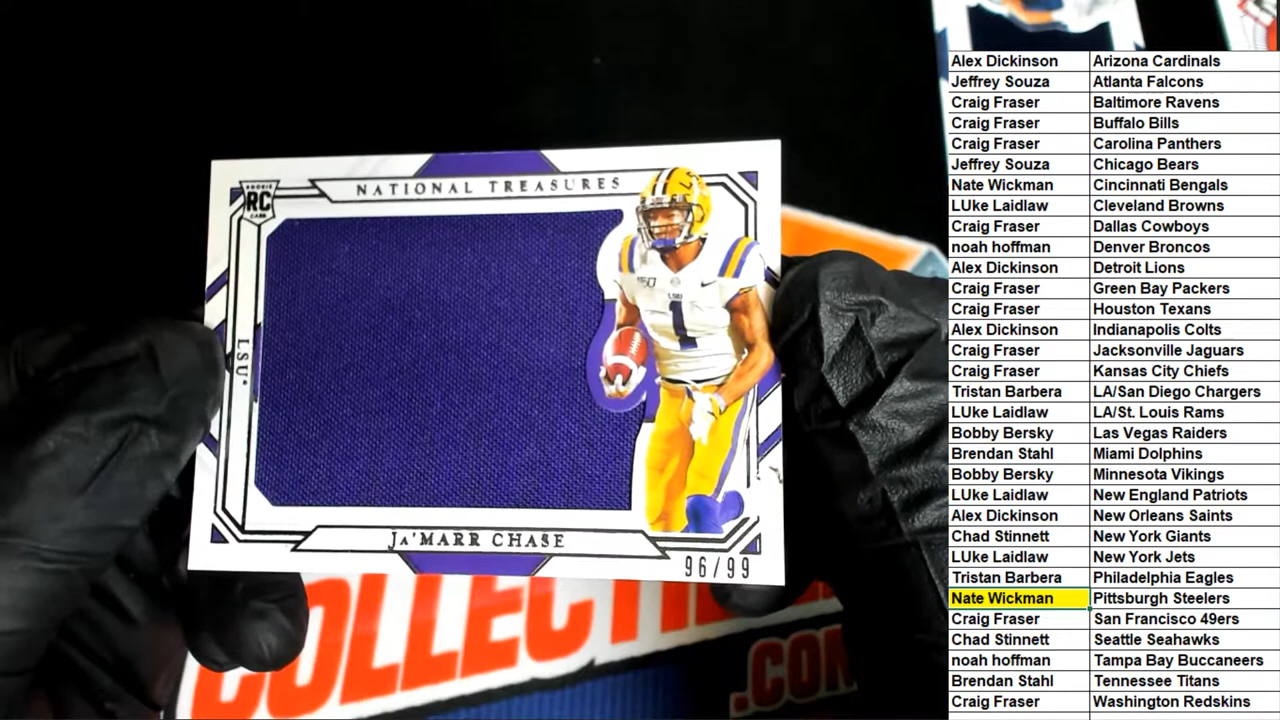 NATIONAL TREASURES
ROOKIE
RC
CARD
LSU
150
LSU
1
JA'MARR CHASE
96/99
COLLECTI
.COM
Alex Dickinson Arizona Cardinals
Jeffrey Souza Atlanta Falcons
Craig Fraser Baltimore Ravens
Craig Fraser Buffalo Bills
Craig Fraser Carolina Panthers
Jeffrey Souza Chicago Bears
Nate Wickman Cincinnati Bengals
LUke Laidlaw Cleveland Browns
Craig Fraser Dallas Cowboys
noah hoffman Denver Broncos
Alex Dickinson Detroit Lions
Craig Fraser Green Bay Packers
Craig Fraser Houston Texans
Alex Dickinson Indianapolis Colts
Craig Fraser Jacksonville Jaguars
Craig Fraser Kansas City Chiefs
Tristan Barbera LA/San Diego Chargers
LUke Laidlaw LA/St. Louis Rams
Bobby Bersky Las Vegas Raiders
Brendan Stahl Miami Dolphins
Bobby Bersky Minnesota Vikings
LUke Laidlaw New England Patriots
Alex Dickinson New Orleans Saints
Chad Stinnett New York Giants
LUke Laidlaw New York Jets
Tristan Barbera Philadelphia Eagles
Nate Wickman Pittsburgh Steelers
Craig Fraser San Francisco 49ers
Chad Stinnett Seattle Seahawks
noah hoffman Tampa Bay Buccaneers
Brendan Stahl Tennessee Titans
Craig Fraser Washington Redskins